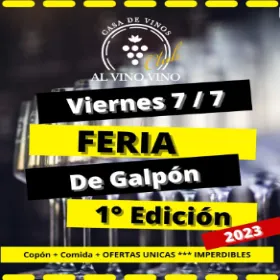 CASA DE VINOS
Club
AL VINO, VINO
Viernes 7 / 7
FERIA
De Galpón
1° Edición
2023
Copón + Comida + OFERTAS UNICAS *** IMPERDIBLES